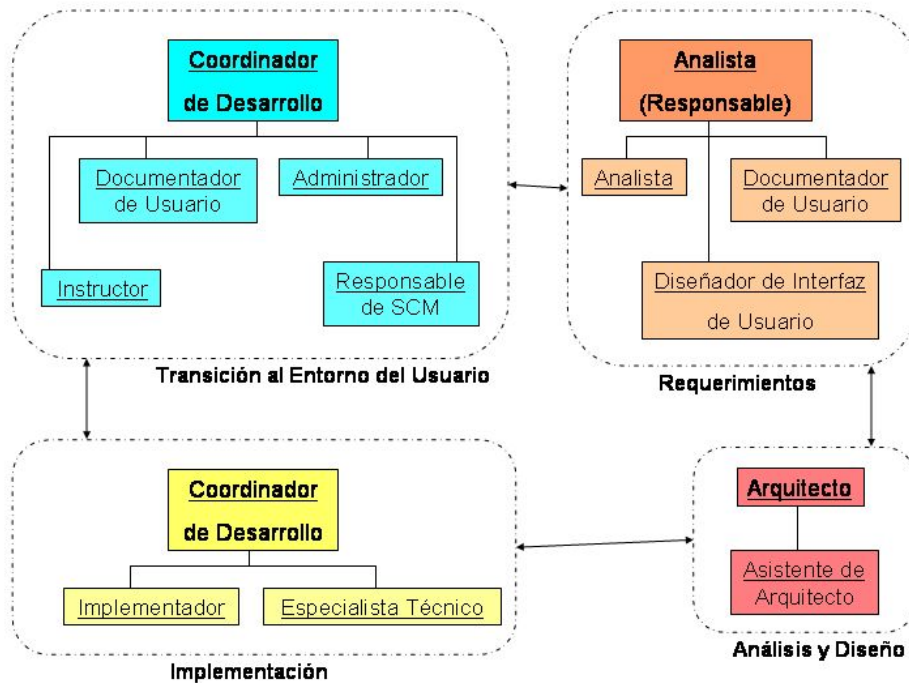 Coordinador
de Desarrollo
Documentador
de Usuario
Administrador
Instructor
Responsable
de SCM
Transición al Entorno del Usuario
Analista
(Responsable)
Analista
Documentador
de Usuario
Diseñador de Interfaz
de Usuario
Requerimientos
Coordinador
de Desarrollo
Implementador
Especialista Técnico
Implementación
Arquitecto
Asistente de
Arquitecto
Análisis y Diseño